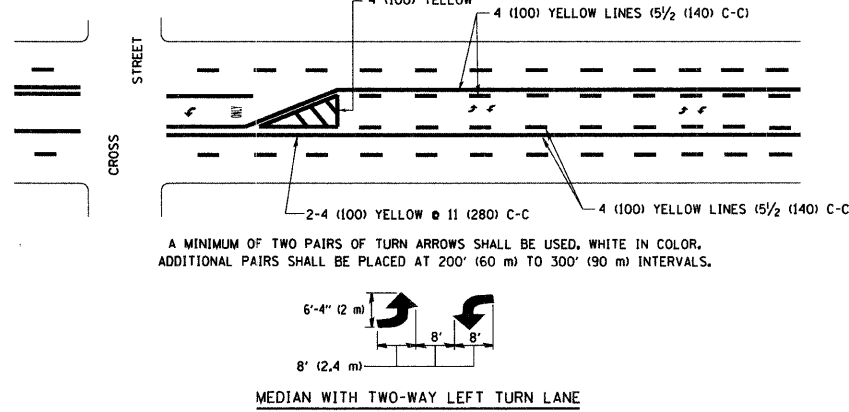 4 (100) YELLOW
4 (100) YELLOW LINES (5½ (140) C-C)
CROSS STREET
ONLY
2-4 (100) YELLOW @ 11 (280) C-C
4 (100) YELLOW LINES (5½ (140) C-C
A MINIMUM OF TWO PAIRS OF TURN ARROWS SHALL BE USED, WHITE IN COLOR.
ADDITIONAL PAIRS SHALL BE PLACED AT 200' (60 m) TO 300' (90 m) INTERVALS.
6'-4" (2 m)
8' 8'
8' (2.4 m)
MEDIAN WITH TWO-WAY LEFT TURN LANE